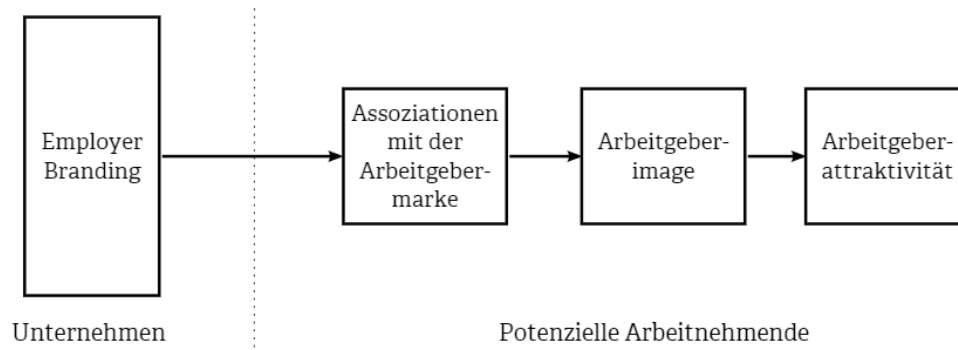 Employer
Branding
Assoziationen
mit der
Arbeitgeber-
marke
Arbeitgeber-
image
Arbeitgeber-
attraktivität
Unternehmen
Potenzielle Arbeitnehmende